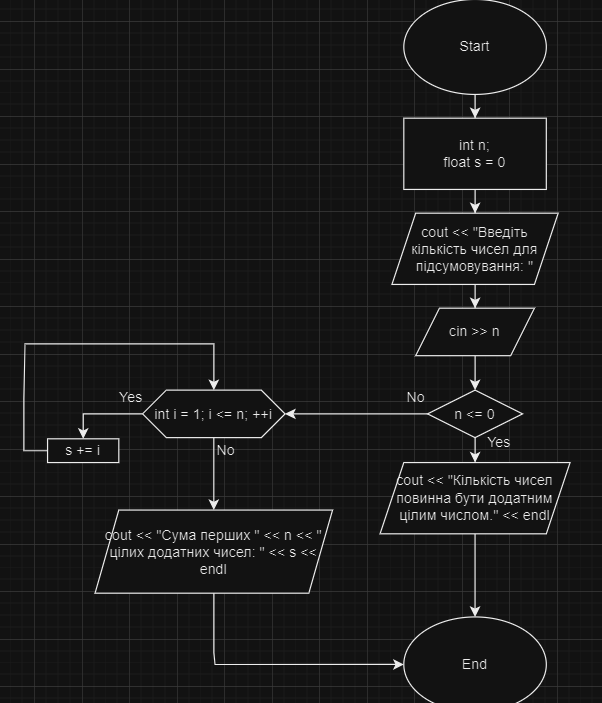 Start
int n;
float s = 0
cout << "Введіть
кількість чисел для
підсумовування: "
cin >> n
n <= 0
No
Yes
int i = 1; i <= n; ++i
Yes
No
s += i
cout << "Кількість чисел
повинна бути додатним
цілим числом." << endl
cout << "Сума перших " << n << "
цілих додатних чисел: " << s <<
endl
End